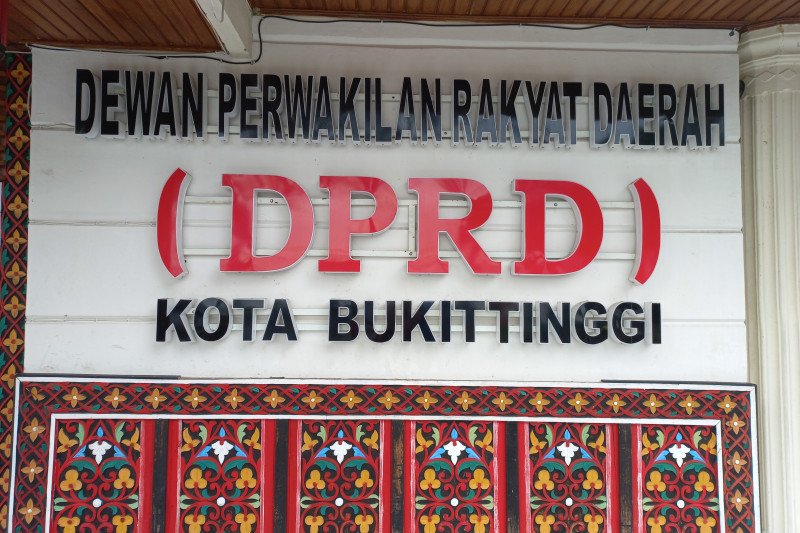 DEWAN PERWAKILAN RAKYAT DAERAH
(DPRD)
KOTA BUKITTINGGI